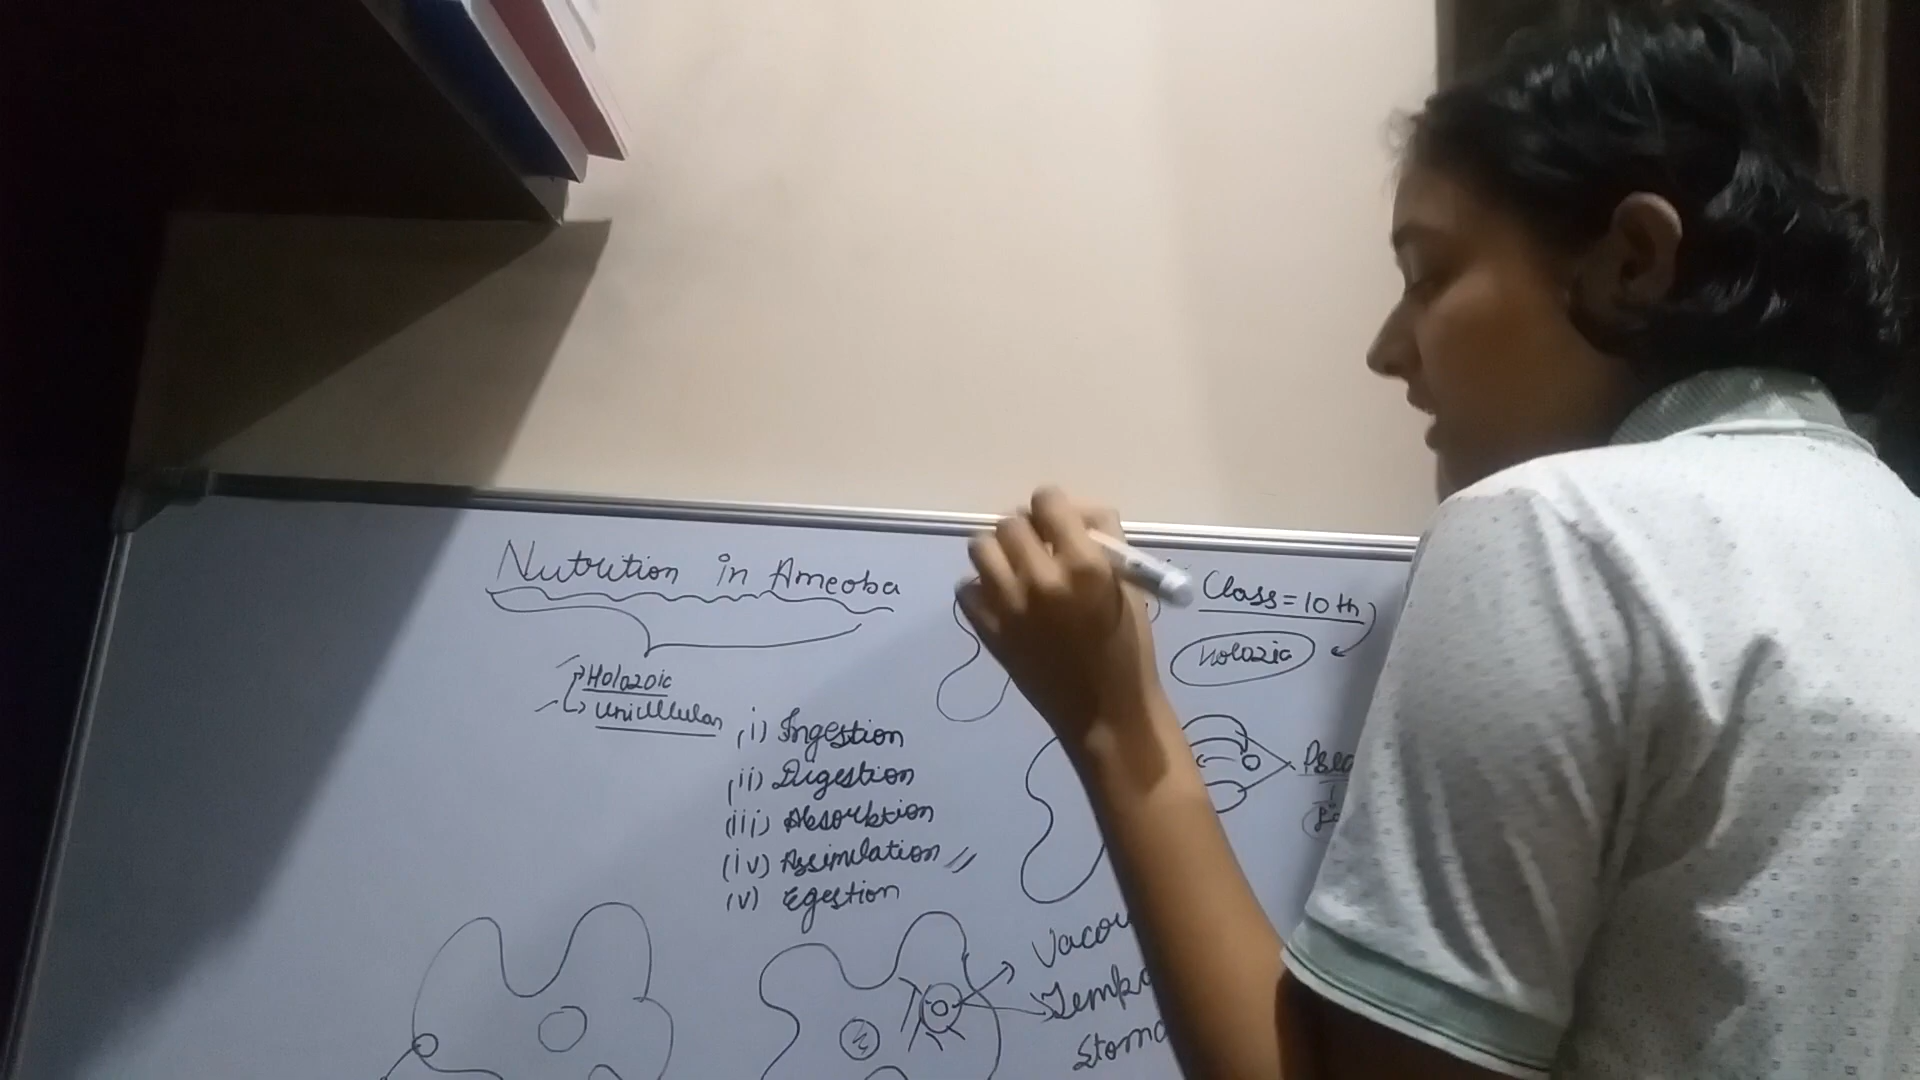 Nutrition in Ameoba
Class = 10th
Holozoic
Holozoic
Unicellular
(i) Ingestion
(ii) Digestion
(iii) Absorbtion
(iv) Assimilation
(v) Egestion